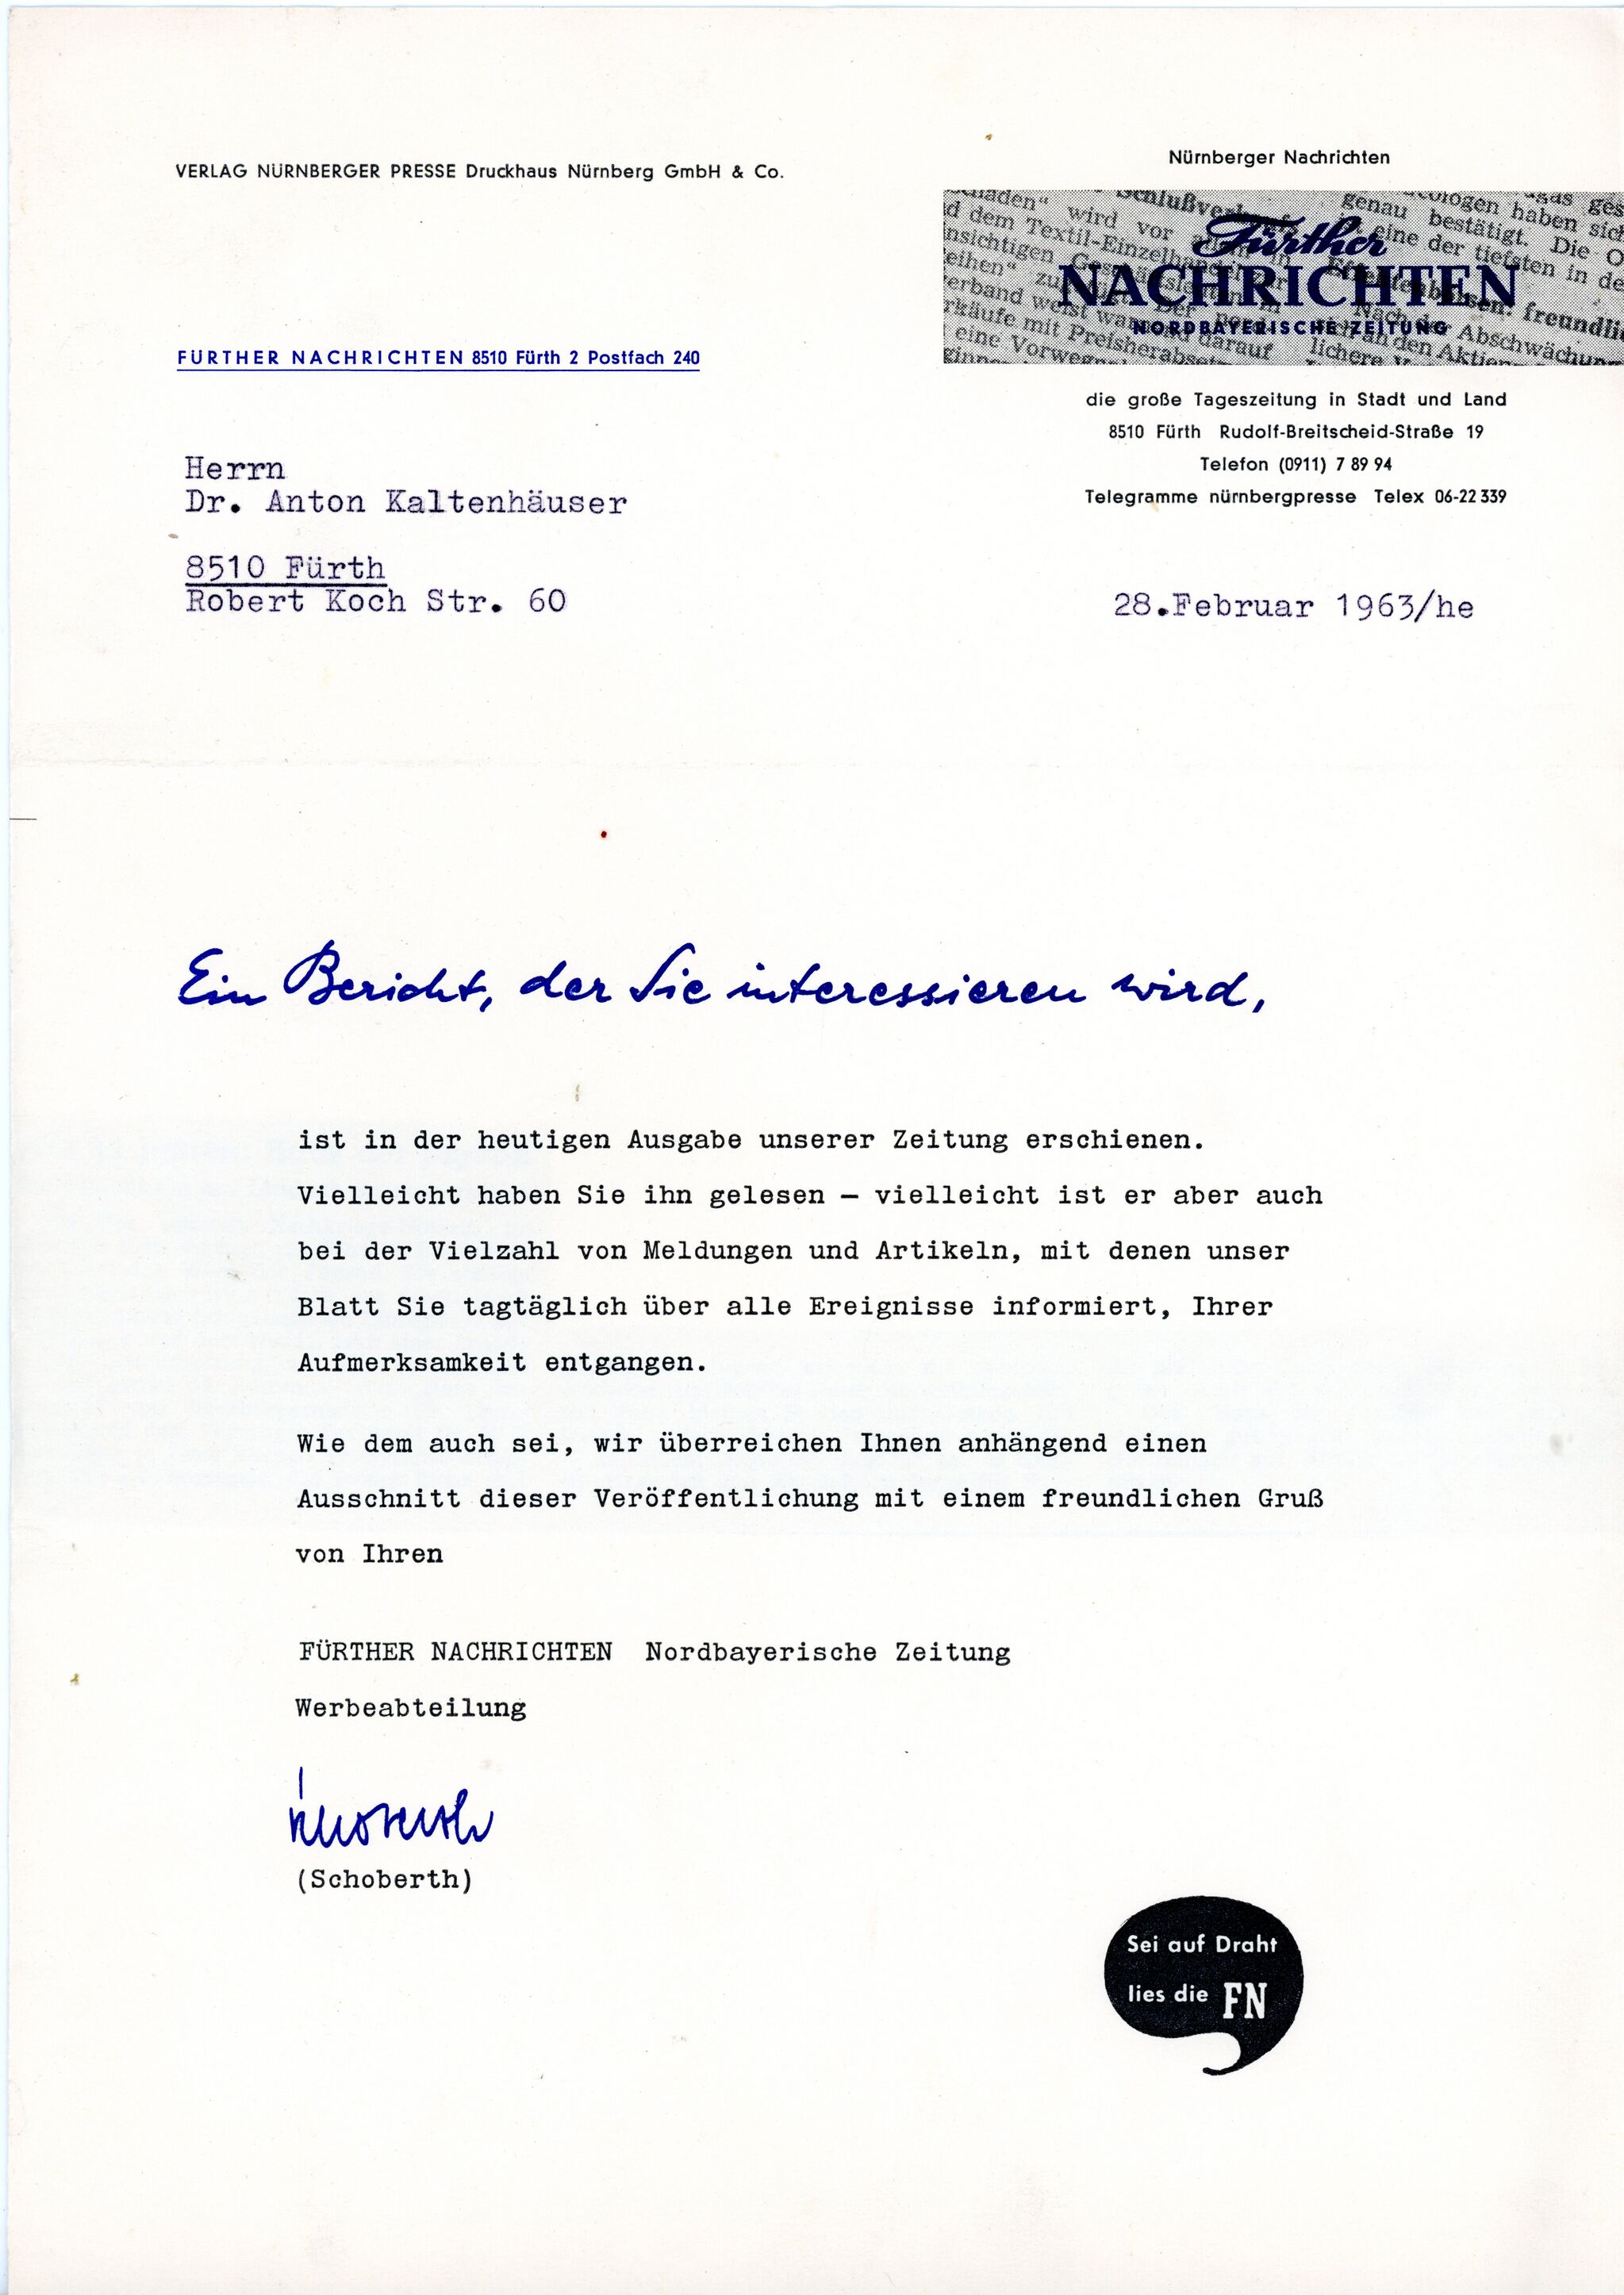 VERLAG NÜRNBERGER PRESSE Druckhaus Nürnberg GmbH & Co.
Nürnberger Nachrichten
Fürther
NACHRICHTEN
NORDBAYERISCHE ZEITUNG
FÜRTHER NACHRICHTEN 8510 Fürth 2 Postfach 240
die große Tageszeitung in Stadt und Land
8510 Fürth Rudolf-Breitscheid-Straße 19
Telefon (0911) 7 89 94
Telegramme nürnbergpresse Telex 06-22 339
Herrn
Dr. Anton Kaltenhäuser
8510 Fürth
Robert Koch Str. 60
28.Februar 1963/he
Ein Bericht, der Sie interessieren wird,
ist in der heutigen Ausgabe unserer Zeitung erschienen.
Vielleicht haben Sie ihn gelesen – vielleicht ist er aber auch
bei der Vielzahl von Meldungen und Artikeln, mit denen unser
Blatt Sie tagtäglich über alle Ereignisse informiert, Ihrer
Aufmerksamkeit entgangen.
Wie dem auch sei, wir überreichen Ihnen anhängend einen
Ausschnitt dieser Veröffentlichung mit einem freundlichen Gruß
von Ihren
FÜRTHER NACHRICHTEN Nordbayerische Zeitung
Werbeabteilung
(Schoberth)
Sei auf Draht
lies die FN